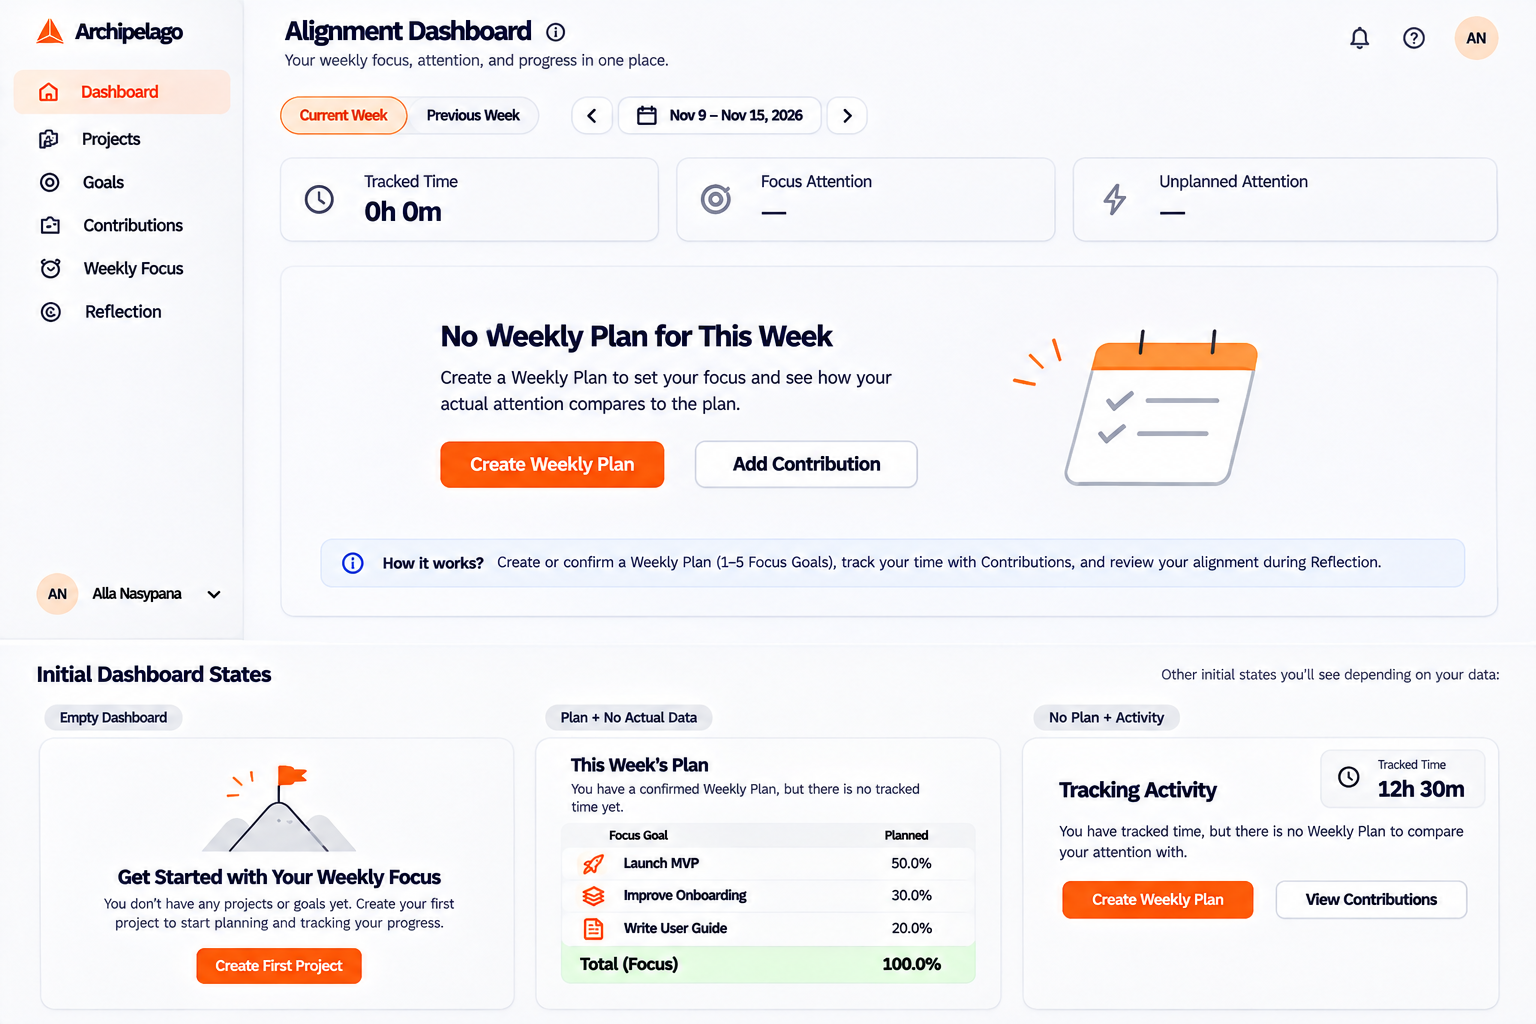 Archipelago
Dashboard
Projects
Goals
Contributions
Weekly Focus
Reflection
AN
Alla Nasypana
Alignment Dashboard
Your weekly focus, attention, and progress in one place.
AN
Current Week
Previous Week
Nov 9 – Nov 15, 2026
Tracked Time
0h 0m
Focus Attention
—
Unplanned Attention
—
No Weekly Plan for This Week
Create a Weekly Plan to set your focus and see how your
actual attention compares to the plan.
Create Weekly Plan
Add Contribution
How it works? Create or confirm a Weekly Plan (1–5 Focus Goals), track your time with Contributions, and review your alignment during Reflection.
Initial Dashboard States
Other initial states you'll see depending on your data:
Empty Dashboard
Get Started with Your Weekly Focus
You don't have any projects or goals yet. Create your first
project to start planning and tracking your progress.
Create First Project
Plan + No Actual Data
This Week's Plan
You have a confirmed Weekly Plan, but there is no tracked
time yet.
Focus Goal Planned
Launch MVP 50.0%
Improve Onboarding 30.0%
Write User Guide 20.0%
Total (Focus) 100.0%
No Plan + Activity
Tracking Activity
Tracked Time
12h 30m
You have tracked time, but there is no Weekly Plan to compare
your attention with.
Create Weekly Plan
View Contributions